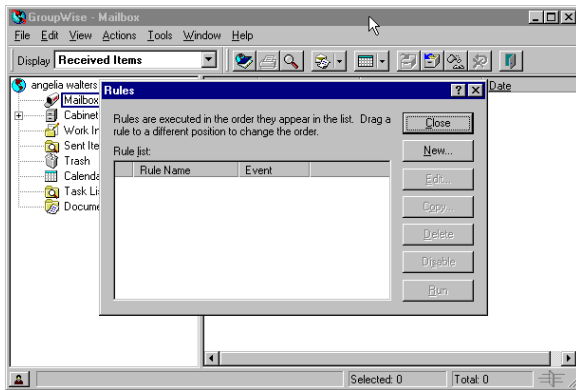 GroupWise - Mailbox
File Edit View Actions Tools Window Help
Display Received Items
angelia walters
Date
Mailbox
Cabinet
Work In
Sent Ite
Trash
Calenda
Task Li
Docume
Rules
Rules are executed in the order they appear in the list. Drag a
rule to a different position to change the order.
Rule list:
Rule Name Event
Close
New...
Edit...
Copy...
Delete
Disable
Run
Selected: 0 Total: 0